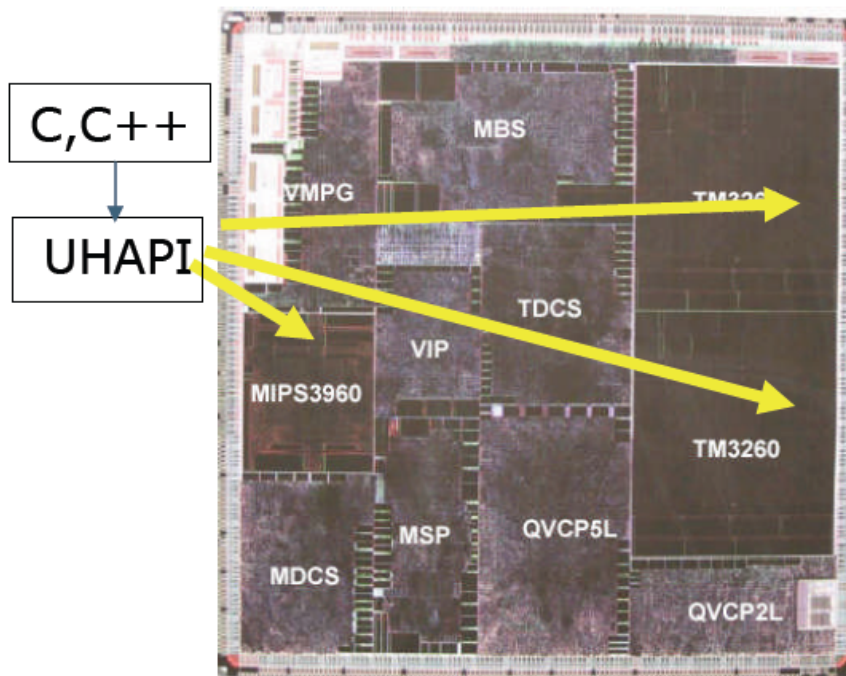 C,C++
UHAPI
MBS
VMPG
TDCS
VIP
MIPS3960
TM3260
MSP
QVCP5L
MDCS
QVCP2L